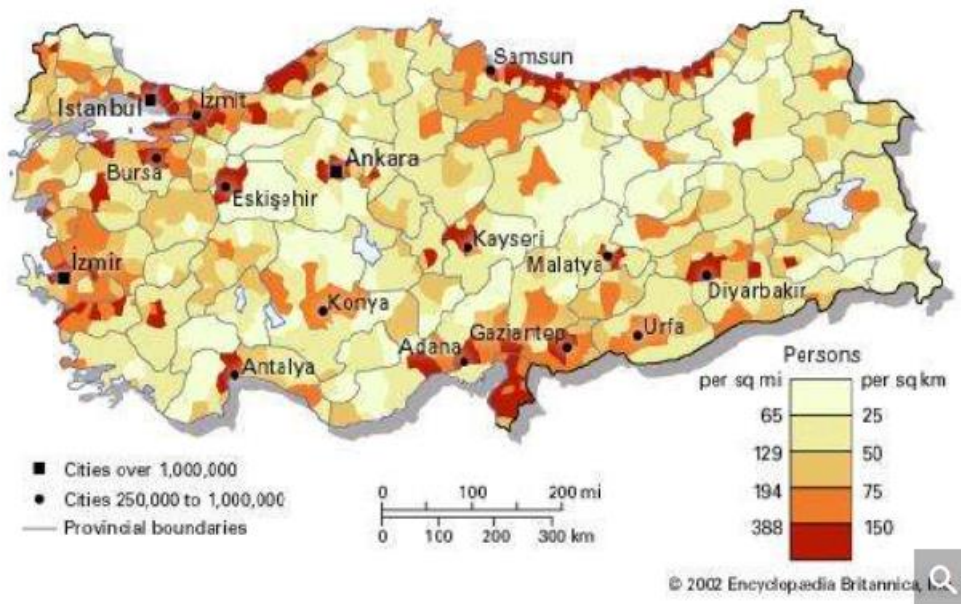 Samsun
Istanbul
İzmit
Ankara
Bursa
Eskişehir
Kayseri
Malatya
İzmir
Diyarbakir
Konya
Urfa
Gaziantep
Adana
Antalya
Persons
per sq mi per sq km
65 25
129 50
194 75
388 150
Cities over 1,000,000
Cities 250,000 to 1,000,000
Provincial boundaries
0 100 200 mi
0 100 200 300 km
© 2002 Encyclopædia Britannica,